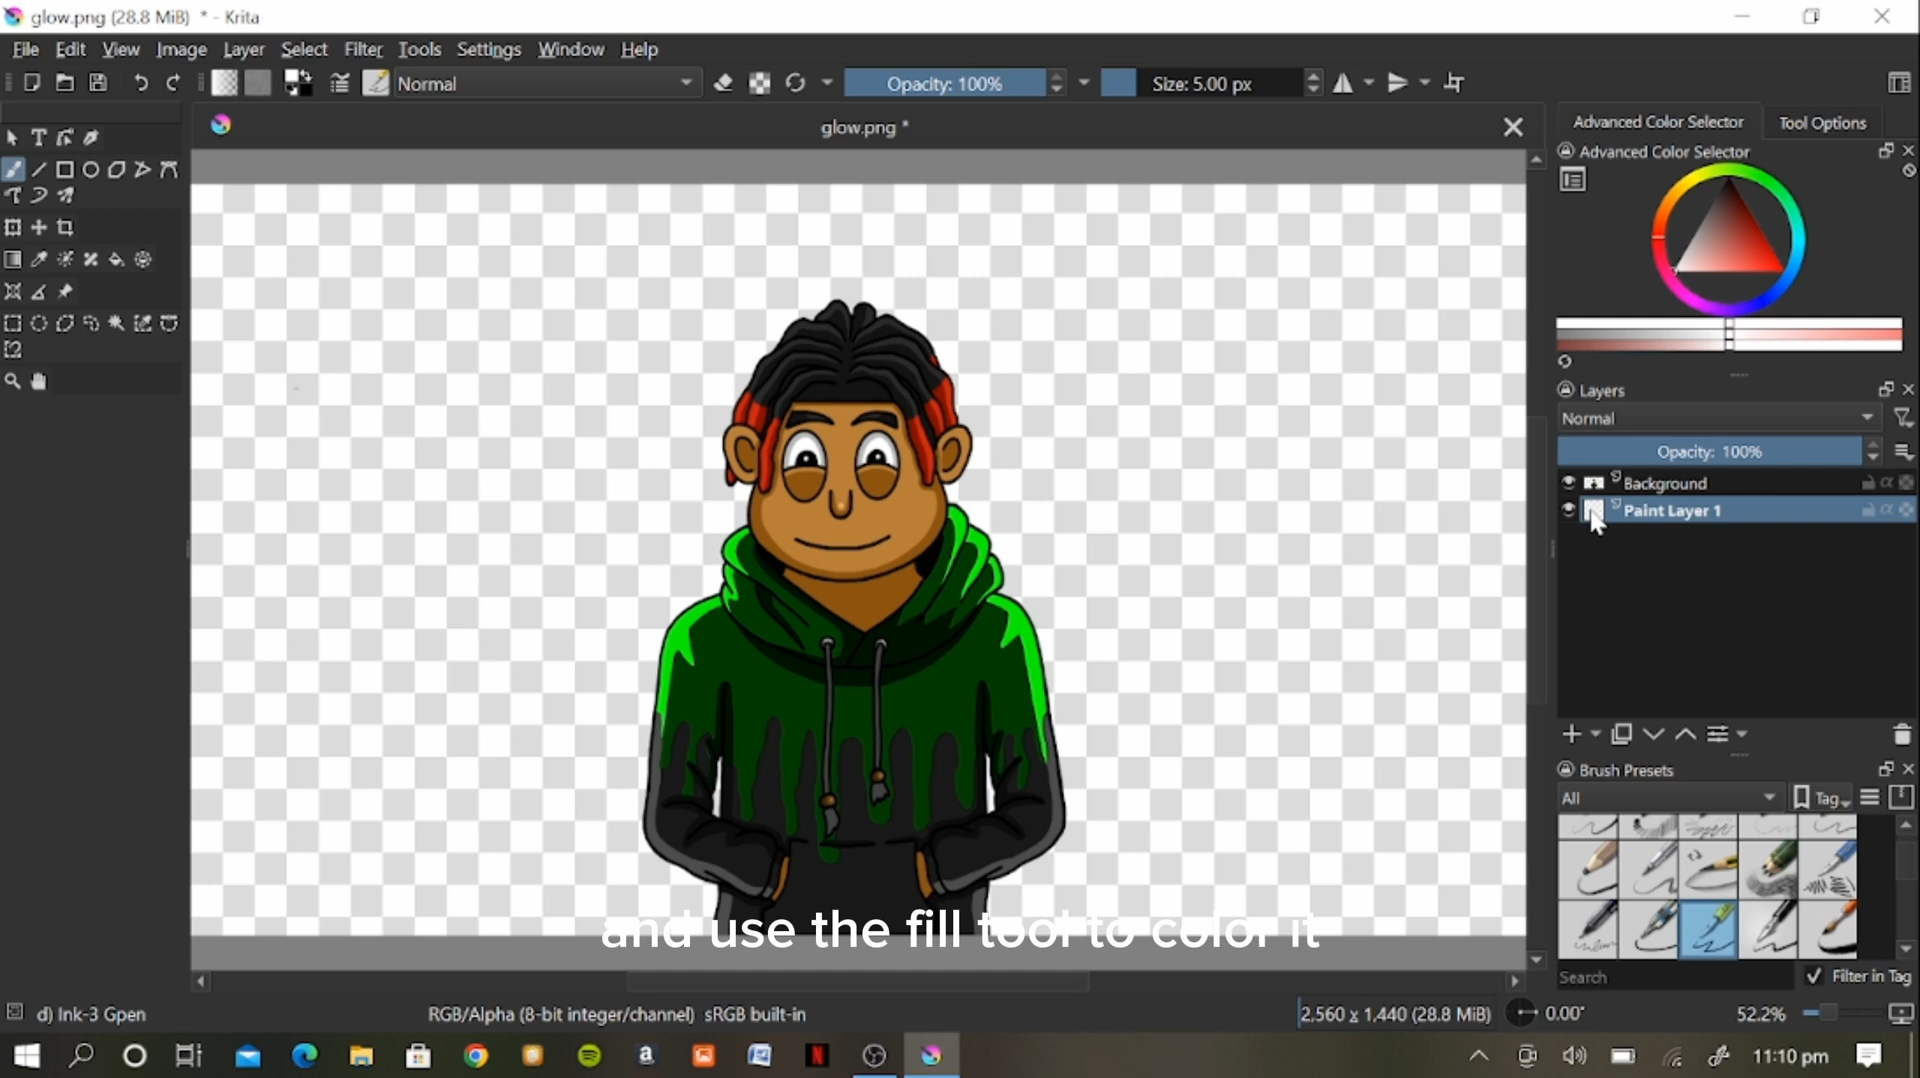 glow.png (28.8 MiB) * - Krita
File Edit View Image Layer Select Filter Tools Settings Window Help
Normal Opacity: 100% Size: 5.00 px
glow.png *
Advanced Color Selector Tool Options
Advanced Color Selector
Layers
Normal
Opacity: 100%
Background
Paint Layer 1
Brush Presets
All Tag
and use the fill tool to color it
Search Filter in Tag
d) Ink-3 Gpen RGB/Alpha (8-bit integer/channel) sRGB built-in 2,560 x 1,440 (28.8 MiB) 0.00° 52.2%
11:10 pm